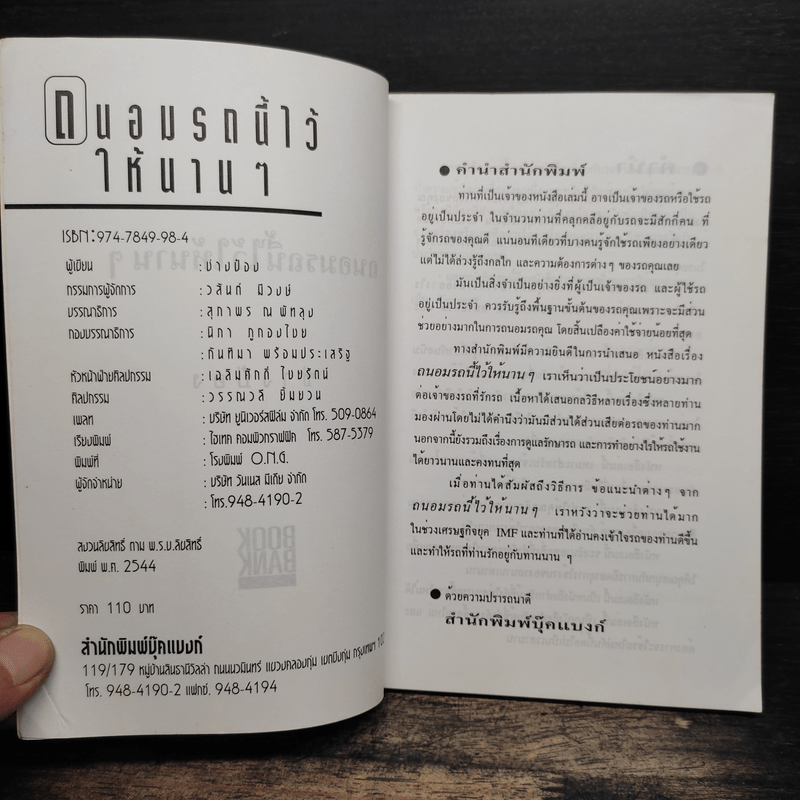 ถนอมรถนี้ไว้
ให้นานๆ
ISBN: 974-7849-98-4
ผู้เขียน : ช่างป๋อง
กรรมการผู้จัดการ : วสันต์ มีวงษ์
บรรณาธิการ : สุภาพร ณ พัทลุง
กองบรรณาธิการ : นิภา ถูกองไชย
: กันทิมา พร้อมประเสริฐ
หัวหน้าฝ่ายศิลปกรรม : เฉลิมศักดิ์ ไชยรัตน์
ศิลปกรรม : วรรณวลี ยิ้มยวน
เพลท : บริษัท ยูนิเวอร์สฟิล์ม จำกัด โทร. 509-0864
เรียงพิมพ์ : ไฮเทค คอมพิวกราฟฟิค โทร. 587-5379
พิมพ์ที่ : โรงพิมพ์ O.N.G.
ผู้จัดจำหน่าย : บริษัท วันเนส มีเดีย จำกัด
: โทร.948-4190-2
BOOK
BANK
สงวนลิขสิทธิ์ ตาม พ.ร.บ.ลิขสิทธิ์
พิมพ์ พ.ศ. 2544
ราคา 110 บาท
สำนักพิมพ์บุ๊คแบงก์
119/179 หมู่บ้านสินธานีวิลล่า ถนนนวมินทร์ แขวงคลองกุ่ม เขตบึงกุ่ม กรุงเทพฯ
โทร. 948-4190-2 แฟกซ์. 948-4194
● คำนำสำนักพิมพ์
ท่านที่เป็นเจ้าของหนังสือเล่มนี้ อาจเป็นเจ้าของรถหรือใช้รถ
อยู่เป็นประจำ ในจำนวนท่านที่คลุกคลีอยู่กับรถจะมีสักกี่คน ที่
รู้จักรถของคุณดี แน่นอนทีเดียวที่บางคนรู้จักใช้รถเพียงอย่างเดียว
แต่ไม่ได้ล่วงรู้ถึงกลไก และความต้องการต่างๆ ของรถคุณเลย
มันเป็นสิ่งจำเป็นอย่างยิ่งที่ผู้เป็นเจ้าของรถ และผู้ใช้รถ
อยู่เป็นประจำ ควรรับรู้ถึงพื้นฐานขั้นต้นของรถคุณเพราะจะมีส่วน
ช่วยอย่างมากในการถนอมรถคุณ โดยสิ้นเปลืองค่าใช้จ่ายน้อยที่สุด
ทางสำนักพิมพ์มีความยินดีในการนำเสนอ หนังสือเรื่อง
ถนอมรถนี้ไว้ให้นานๆ เราเห็นว่าเป็นประโยชน์อย่างมาก
ต่อเจ้าของรถที่รักรถ เนื้อหาได้เสนอกลวิธีหลายเรื่องซึ่งหลายท่าน
มองผ่านโดยไม่ได้คำนึงว่ามันมีส่วนได้ส่วนเสียต่อรถของท่านมาก
นอกจากนี้ยังรวมถึงเรื่องการดูแลรักษารถ และการทำอย่างไรให้รถใช้งาน
ได้ยาวนานและคงทนที่สุด
เมื่อท่านได้สัมผัสถึงวิธีการ ข้อแนะนำต่างๆ จาก
ถนอมรถนี้ไว้ให้นานๆ เราหวังว่าจะช่วยท่านได้มาก
ในช่วงเศรษฐกิจยุค IMF และท่านที่ได้อ่านคงเข้าใจรถของท่านดีขึ้น
และทำให้รถที่ท่านรักอยู่กับท่านนาน ๆ
● ด้วยความปรารถนาดี
สำนักพิมพ์บุ๊คแบงก์